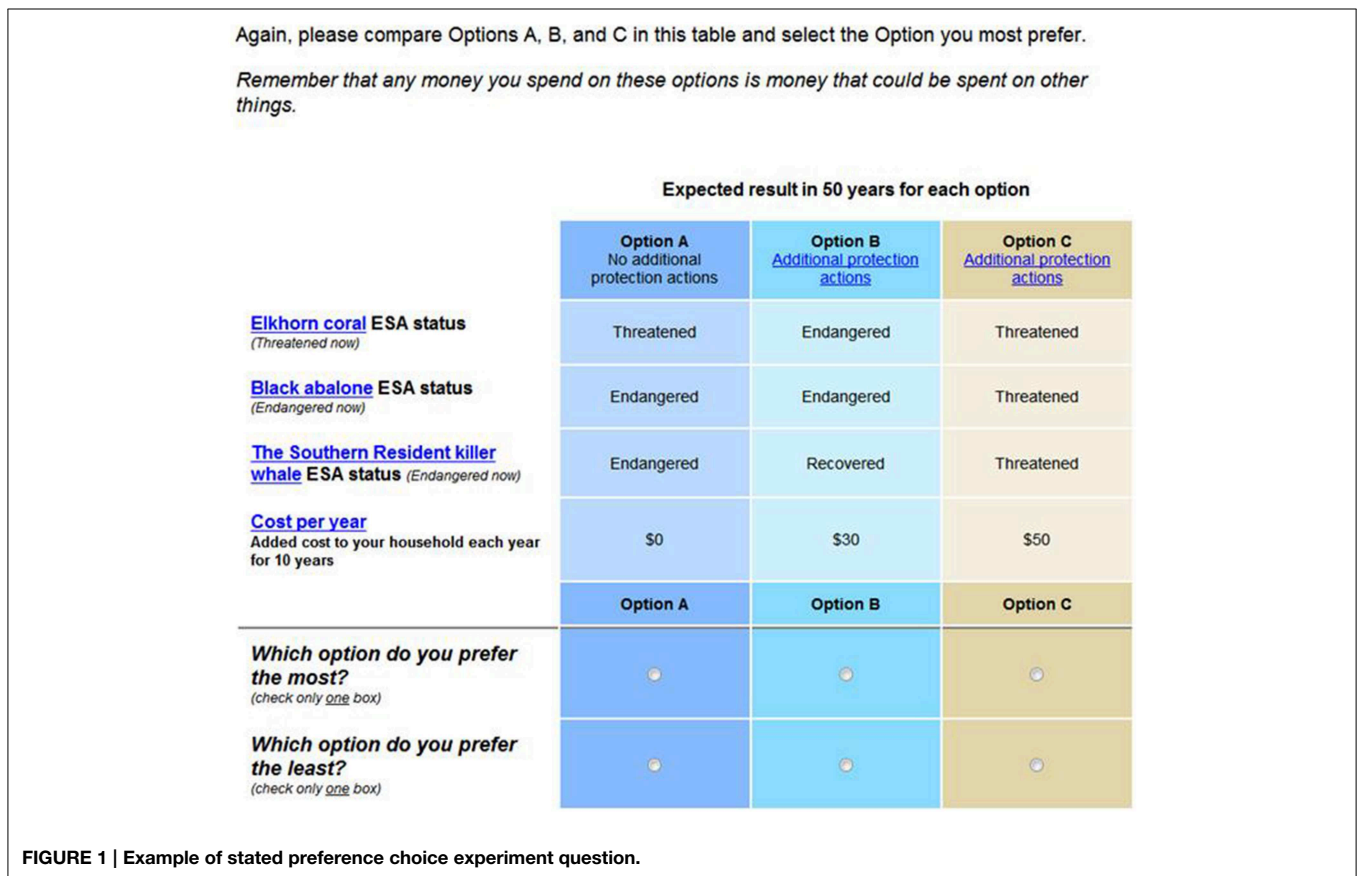 Again, please compare Options A, B, and C in this table and select the Option you most prefer.
Remember that any money you spend on these options is money that could be spent on other
things.
Expected result in 50 years for each option
Option A
No additional
protection actions
Option B
Additional protection
actions
Option C
Additional protection
actions
Elkhorn coral ESA status
(Threatened now)
Threatened
Endangered
Threatened
Black abalone ESA status
(Endangered now)
Endangered
Endangered
Threatened
The Southern Resident killer
whale ESA status (Endangered now)
Endangered
Recovered
Threatened
Cost per year
Added cost to your household each year
for 10 years
$0
$30
$50
Option A
Option B
Option C
Which option do you prefer
the most?
(check only one box)
Which option do you prefer
the least?
(check only one box)
FIGURE 1 | Example of stated preference choice experiment question.